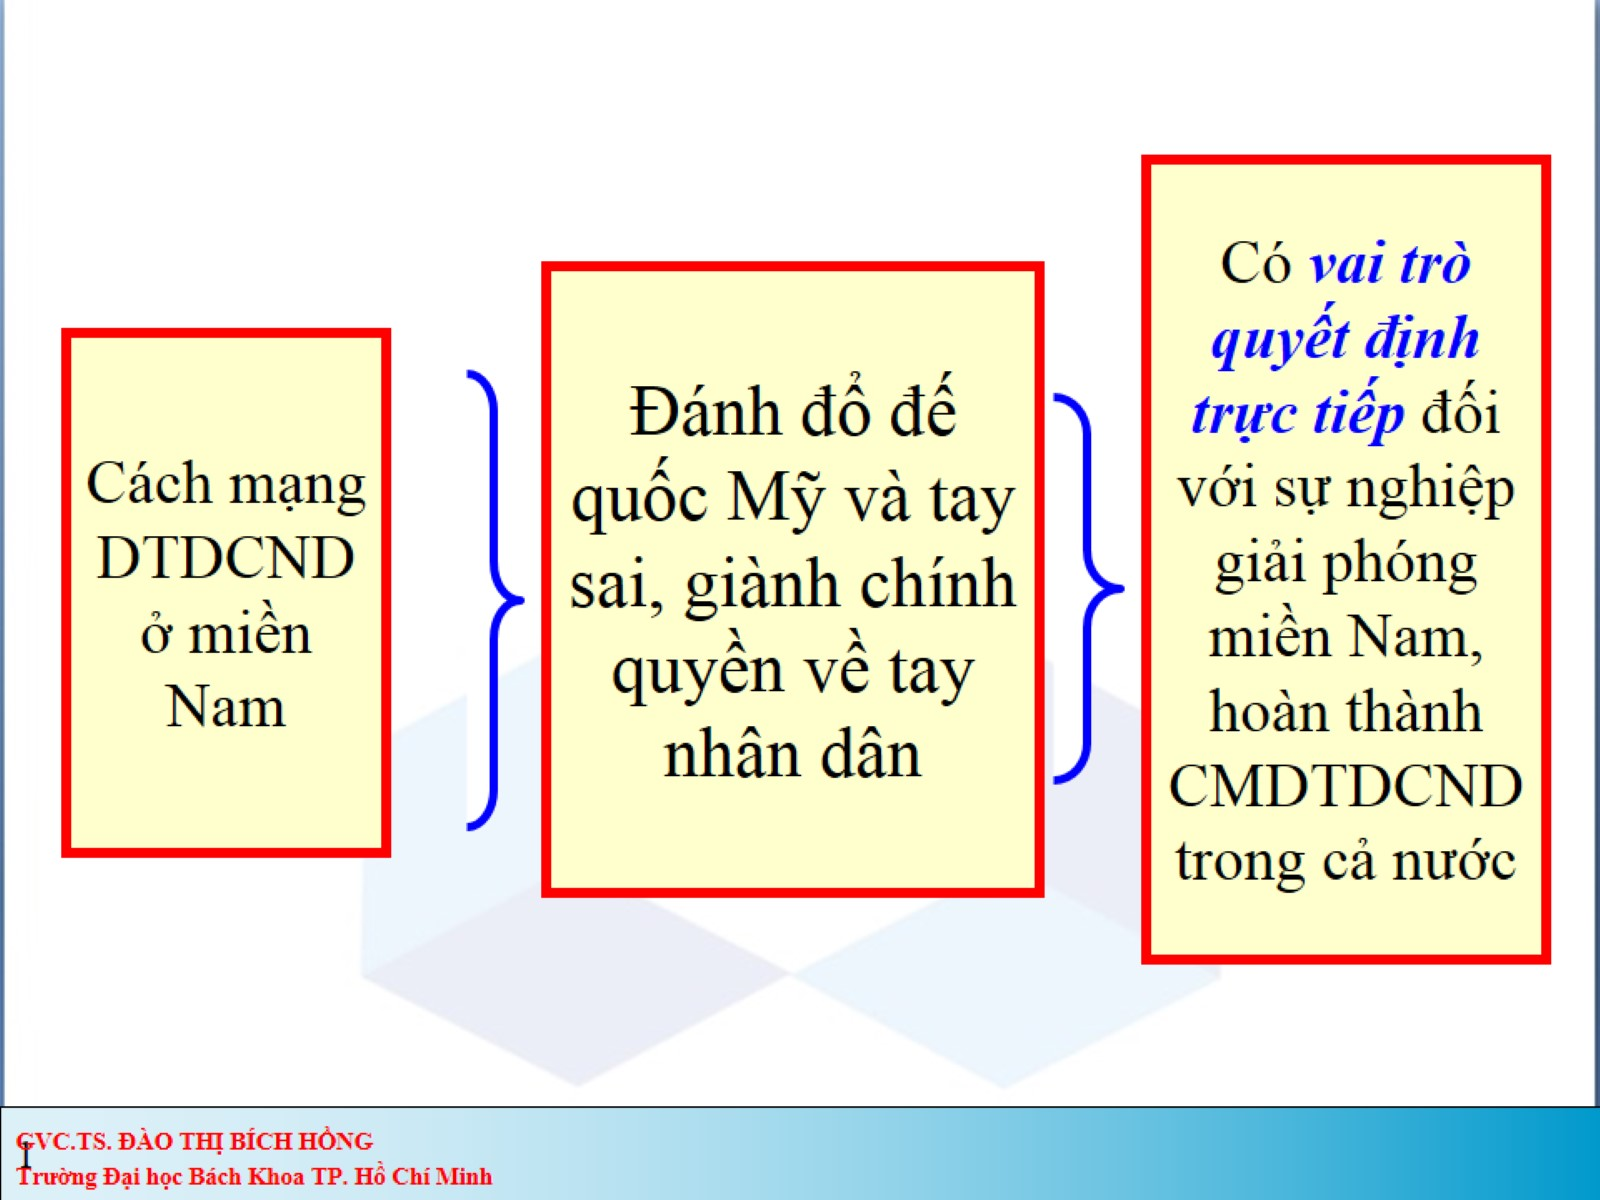 Cách mạng
DTDCND
ở miền
Nam
Đánh đổ đế
quốc Mỹ và tay
sai, giành chính
quyền về tay
nhân dân
Có vai trò
quyết định
trực tiếp đối
với sự nghiệp
giải phóng
miền Nam,
hoàn thành
CMDTDCND
trong cả nước
GVC.TS. ĐÀO THỊ BÍCH HỒNG
1
Trường Đại học Bách Khoa TP. Hồ Chí Minh